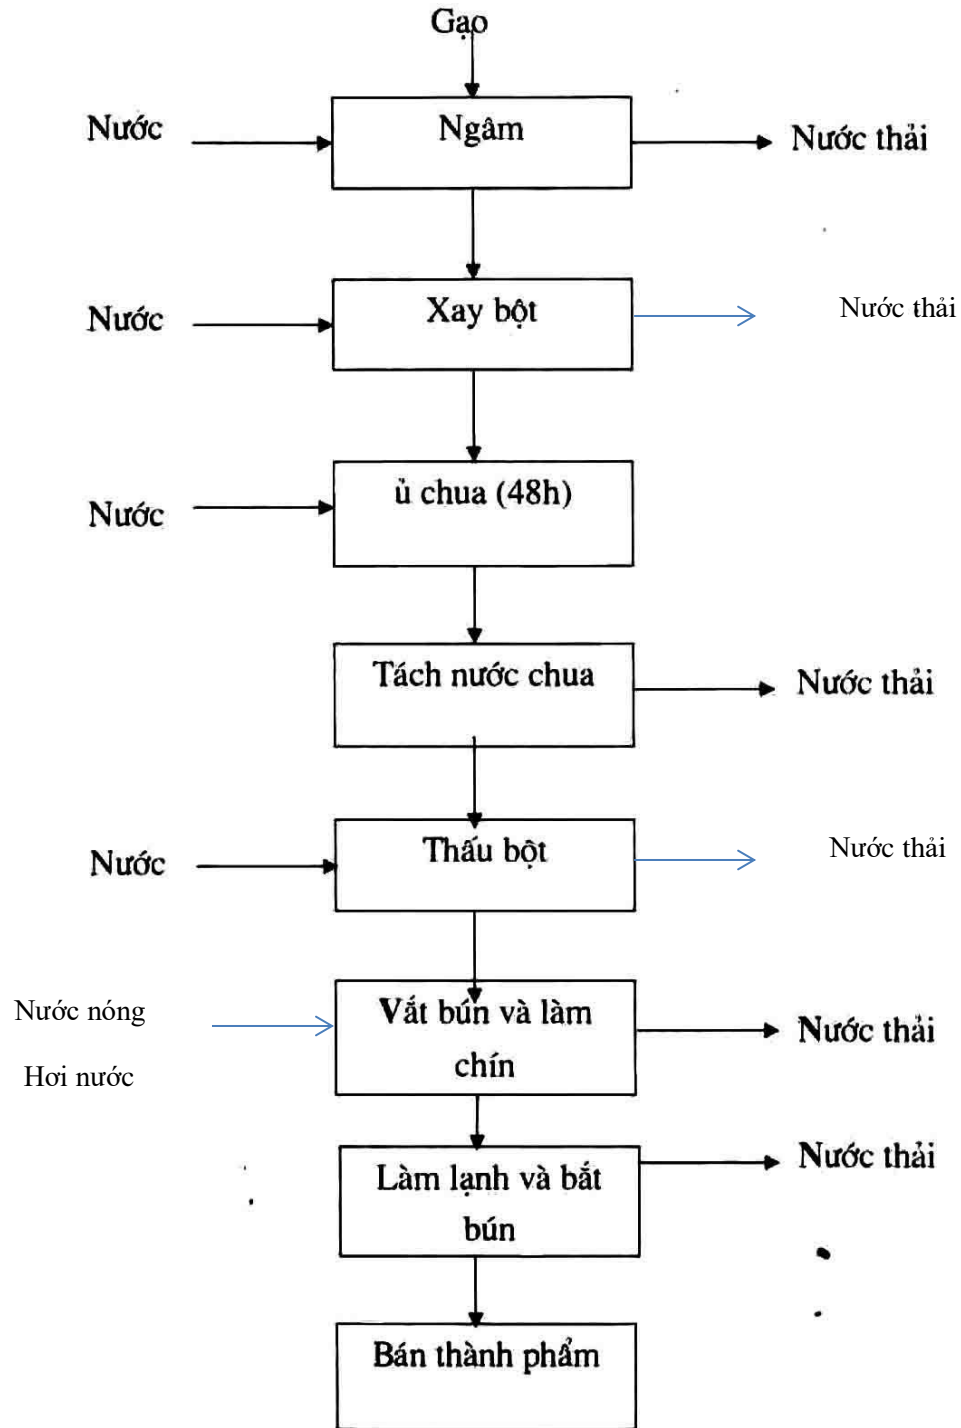 Gạo
Nước
Ngâm
Nước thải
Nước
Xay bột
Nước thải
Nước
ủ chua (48h)
Tách nước chua
Nước thải
Nước
Thấu bột
Nước thải
Nước nóng
Hơi nước
Vắt bún và làm
chín
Nước thải
Làm lạnh và bắt
bún
Nước thải
Bán thành phẩm